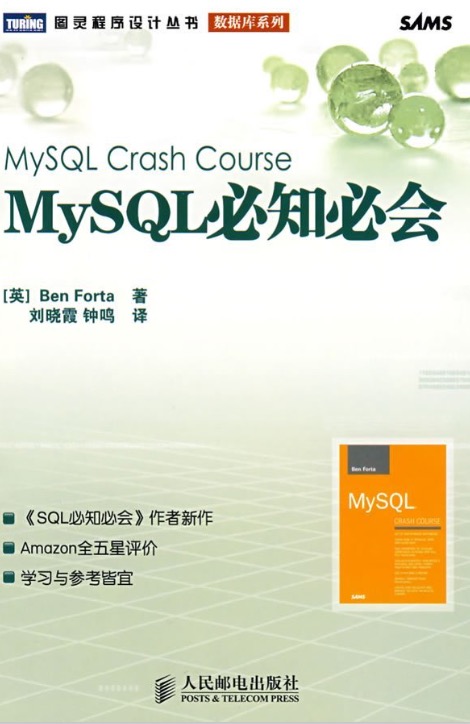 TURING 图灵程序设计丛书 数据库系列 SAMS
MySQL Crash Course
MySQL必知必会
[英] Ben Forta 著
刘晓霞 钟鸣 译
Ben Forta
MySQL
CRASH COURSE
SAMS
《SQL必知必会》作者新作
Amazon全五星评价
学习与参考皆宜
人民邮电出版社
POSTS & TELECOM PRESS